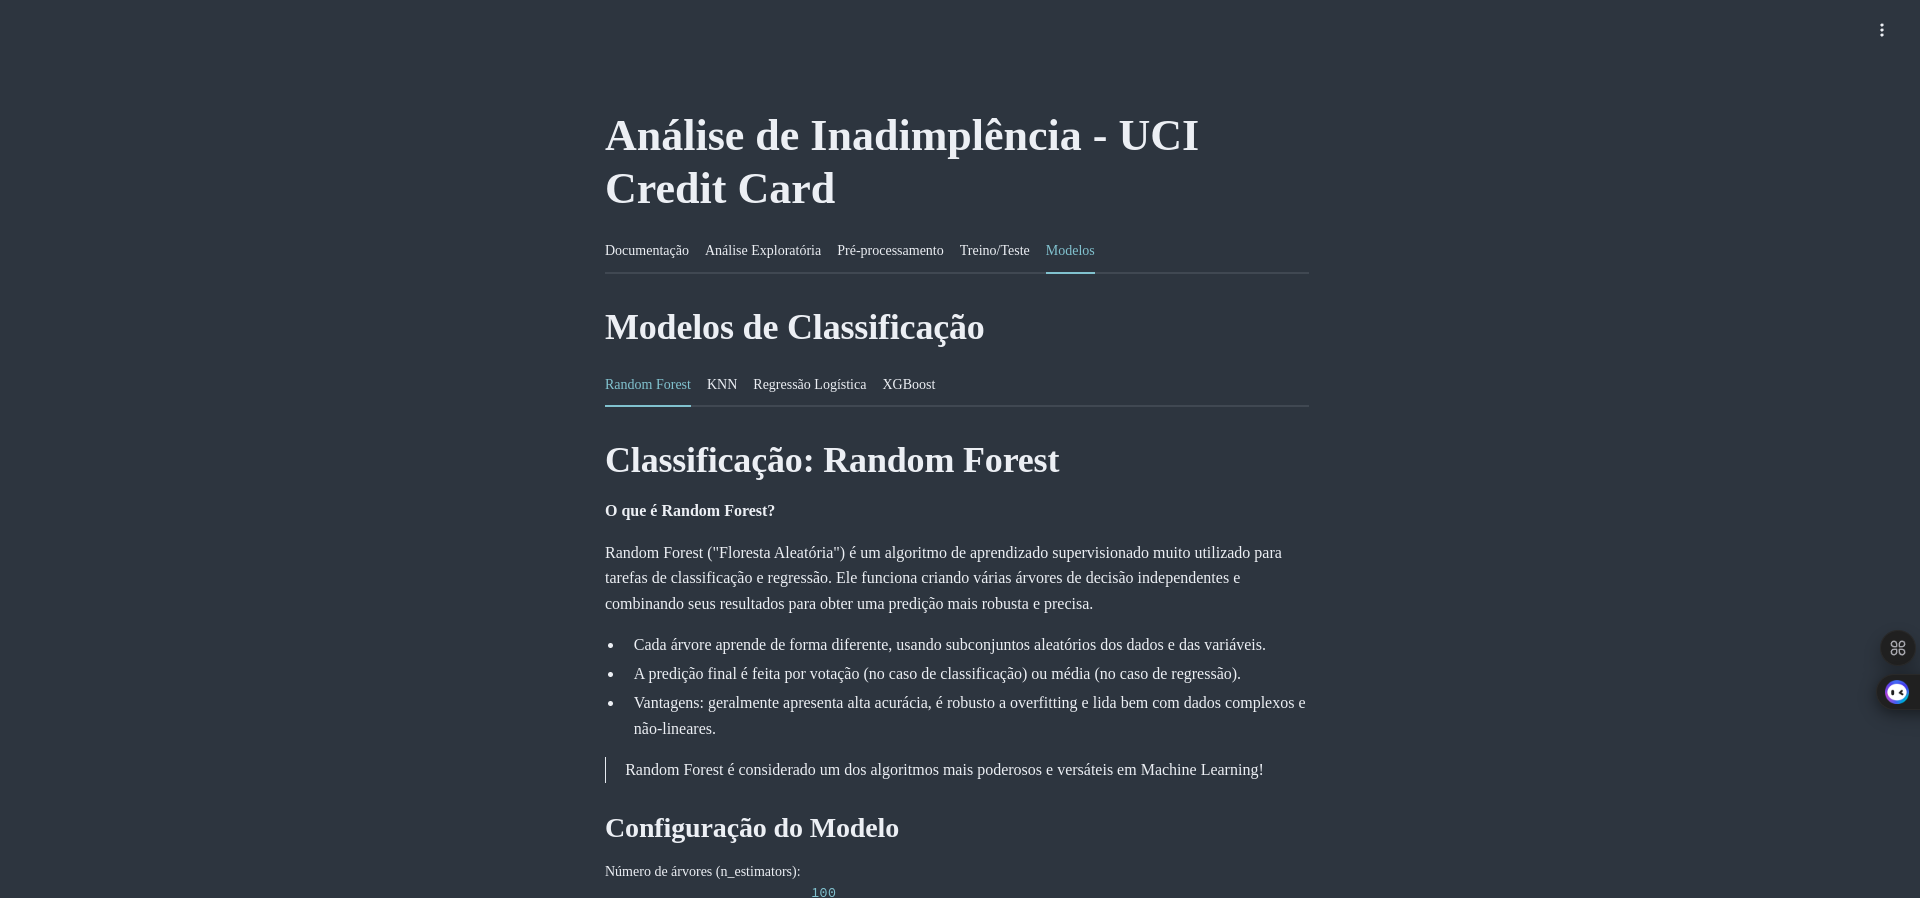 Análise de Inadimplência - UCI
Credit Card
Documentação Análise Exploratória Pré-processamento Treino/Teste Modelos
Modelos de Classificação
Random Forest KNN Regressão Logística XGBoost
Classificação: Random Forest
O que é Random Forest?
Random Forest ("Floresta Aleatória") é um algoritmo de aprendizado supervisionado muito utilizado para
tarefas de classificação e regressão. Ele funciona criando várias árvores de decisão independentes e
combinando seus resultados para obter uma predição mais robusta e precisa.
• Cada árvore aprende de forma diferente, usando subconjuntos aleatórios dos dados e das variáveis.
• A predição final é feita por votação (no caso de classificação) ou média (no caso de regressão).
• Vantagens: geralmente apresenta alta acurácia, é robusto a overfitting e lida bem com dados complexos e
não-lineares.
Random Forest é considerado um dos algoritmos mais poderosos e versáteis em Machine Learning!
Configuração do Modelo
Número de árvores (n_estimators):
100